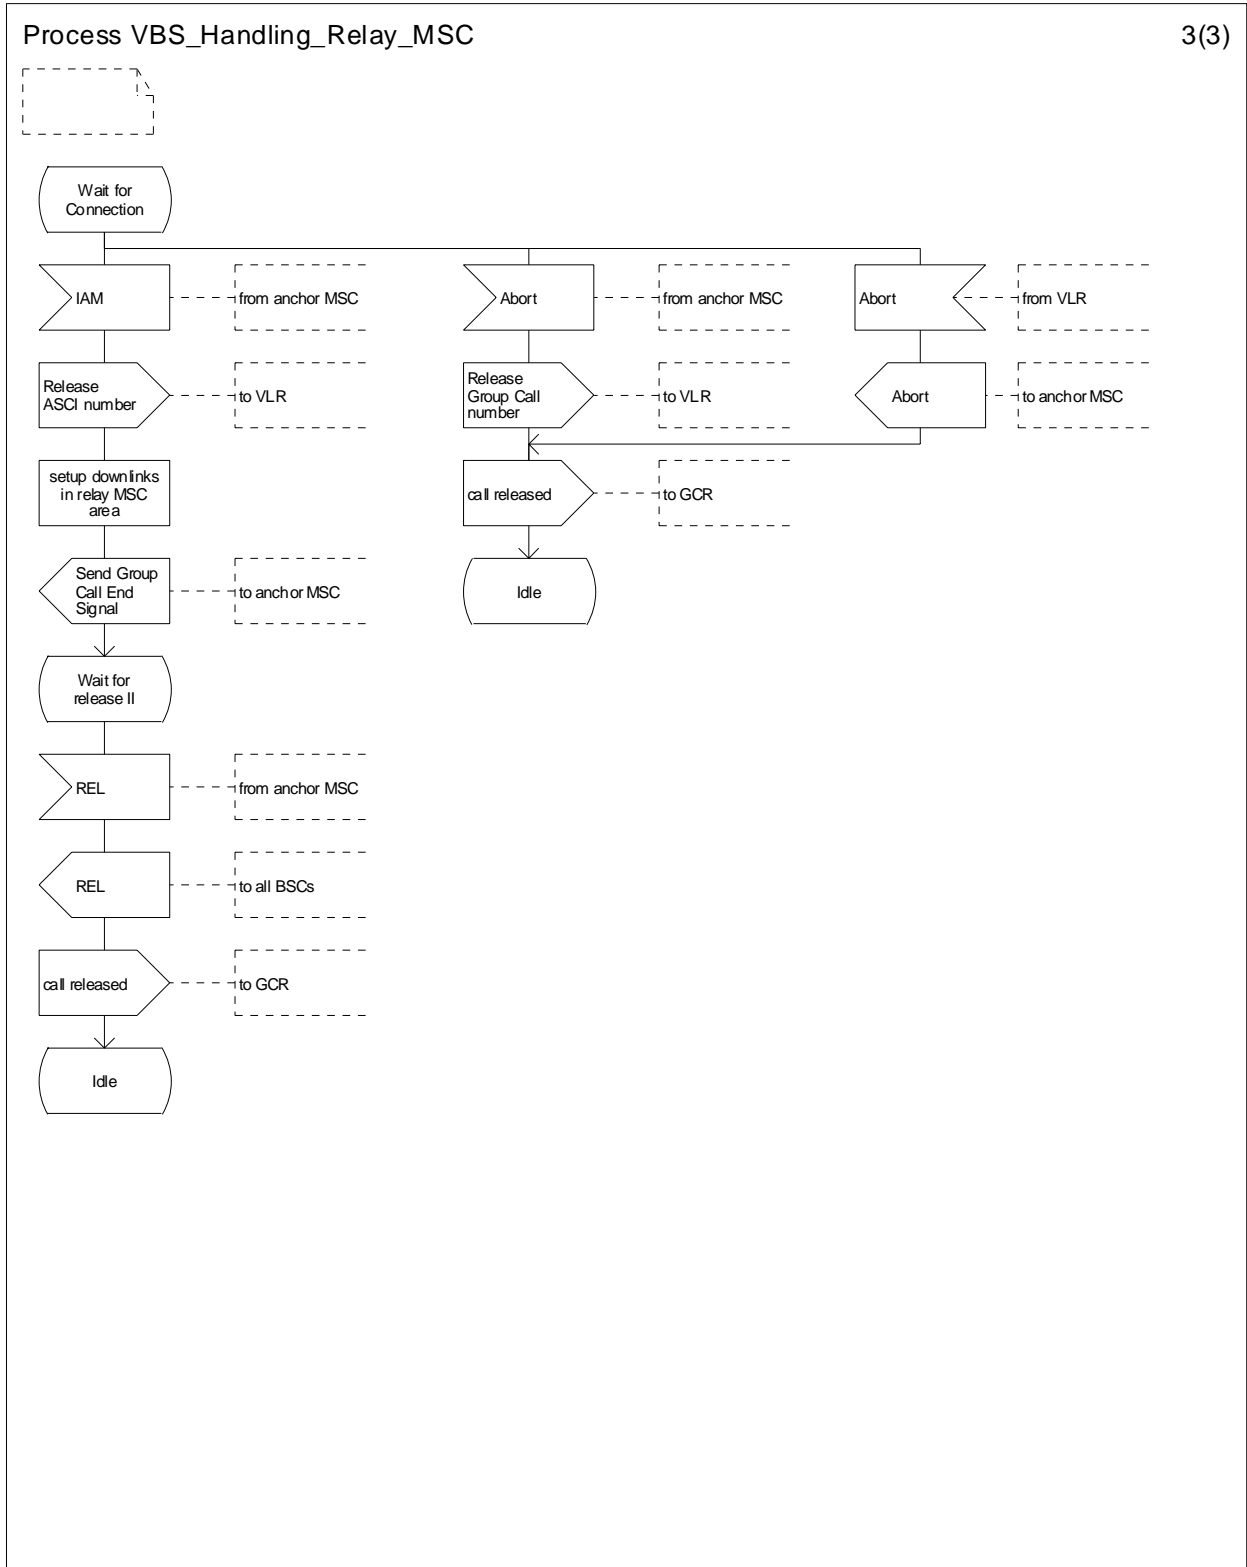 Process VBS_Handling_Relay_MSC
3(3)
Wait for
Connection
IAM
from anchor MSC
Abort
from anchor MSC
Abort
from VLR
Release
ASCI number
to VLR
Release
Group Call
number
to VLR
Abort
to anchor MSC
setup downlinks
in relay MSC
area
call released
to GCR
Send Group
Call End
Signal
to anchor MSC
Idle
Wait for
release II
REL
from anchor MSC
REL
to all BSCs
call released
to GCR
Idle